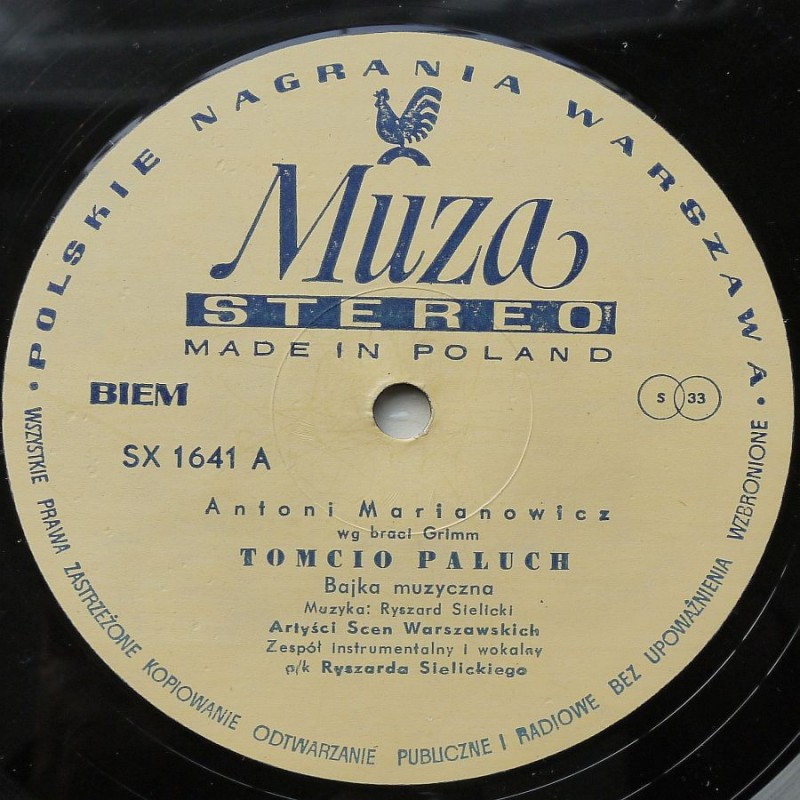 • POLSKIE NAGRANIA WARSZAWA •
Muza
STEREO
MADE IN POLAND
BIEM
S 33
SX 1641 A
Antoni Marianowicz
wg braci Grimm
TOMCIO PALUCH
Bajka muzyczna
Muzyka: Ryszard Sielicki
Artyści Scen Warszawskich
Zespół instrumentalny i wokalny
p/k Ryszarda Sielickiego
WSZYSTKIE PRAWA ZASTRZEŻONE KOPIOWANIE ODTWARZANIE PUBLICZNE I RADIOWE BEZ UPOWAŻNIENIA WZBRONIONE